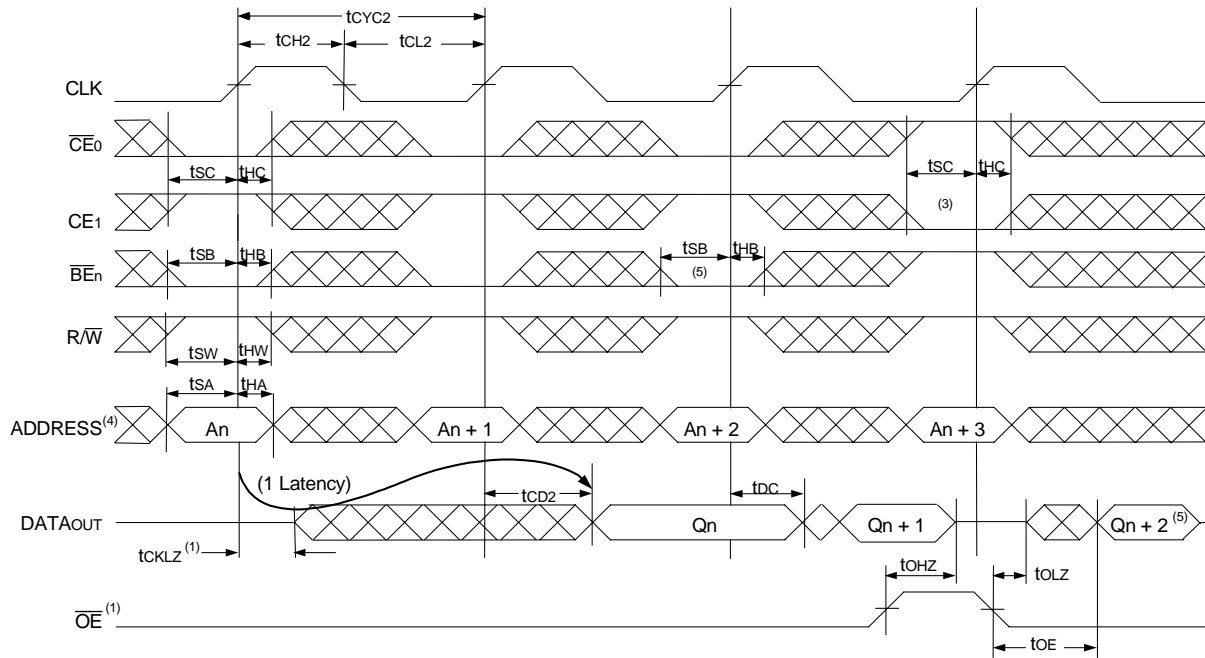 tCYC2
tCH2 tCL2
CLK
CE0
tSC tHC tSC tHC
CE1 (3)
tSB tHB tSB tHB
BEn (5)
R/W
tSW tHW
tSA tHA
ADDRESS(4) An An + 1 An + 2 An + 3
(1 Latency) tCD2 tDC
DATAOUT Qn Qn + 1 Qn + 2 (5)
tCKLZ (1)
tOHZ tOLZ
OE (1)
tOE